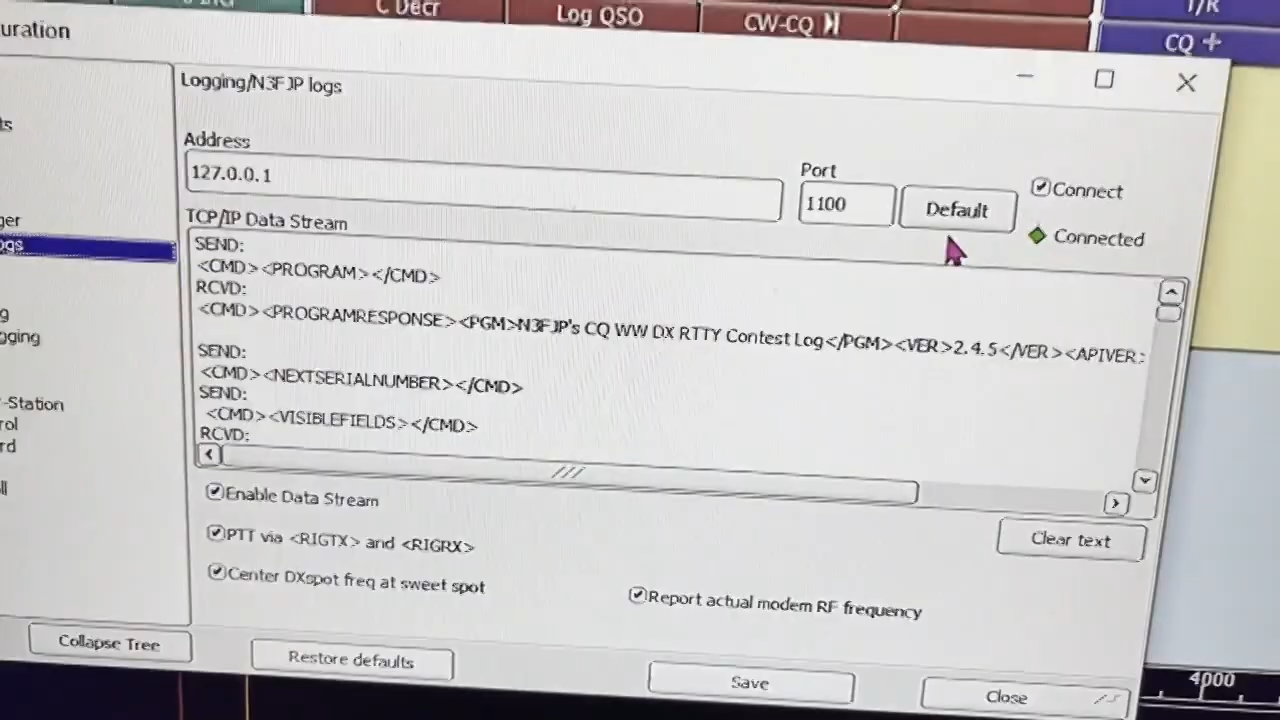 C Decr
Log QSO
CW-CQ
T/R
CQ
uration
Logging/N3FJP logs
ts
Address
127.0.0.1
Port
1100
Default
Connect
Connected
ger
ogs
TCP/IP Data Stream
SEND:
<CMD><PROGRAM></CMD>
RCVD:
<CMD><PROGRAMRESPONSE><PGM>N3FJP's CQ WW DX RTTY Contest Log</PGM><VER>2.4.5</VER><APIVER>
SEND:
<CMD><NEXTSERIALNUMBER></CMD>
SEND:
<CMD><VISIBLEFIELDS></CMD>
RCVD:
g
gging
-Station
rol
rd
ll
Enable Data Stream
PTT via <RIGTX> and <RIGRX>
Center DXspot freq at sweet spot
Clear text
Report actual modem RF frequency
Collapse Tree
Restore defaults
Save
Close
4000